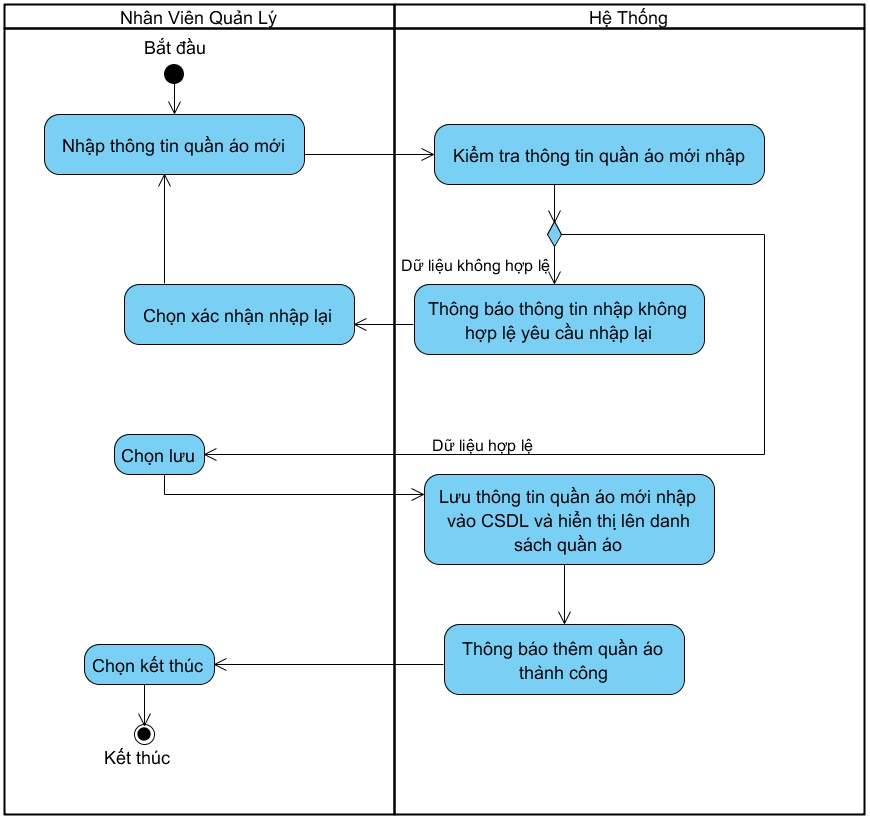 Nhân Viên Quản Lý
Hệ Thống
Bắt đầu
Nhập thông tin quần áo mới
Kiểm tra thông tin quần áo mới nhập
Dữ liệu không hợp lệ
Chọn xác nhận nhập lại
Thông báo thông tin nhập không
hợp lệ yêu cầu nhập lại
Dữ liệu hợp lệ
Chọn lưu
Lưu thông tin quần áo mới nhập
vào CSDL và hiển thị lên danh
sách quần áo
Thông báo thêm quần áo
thành công
Chọn kết thúc
Kết thúc